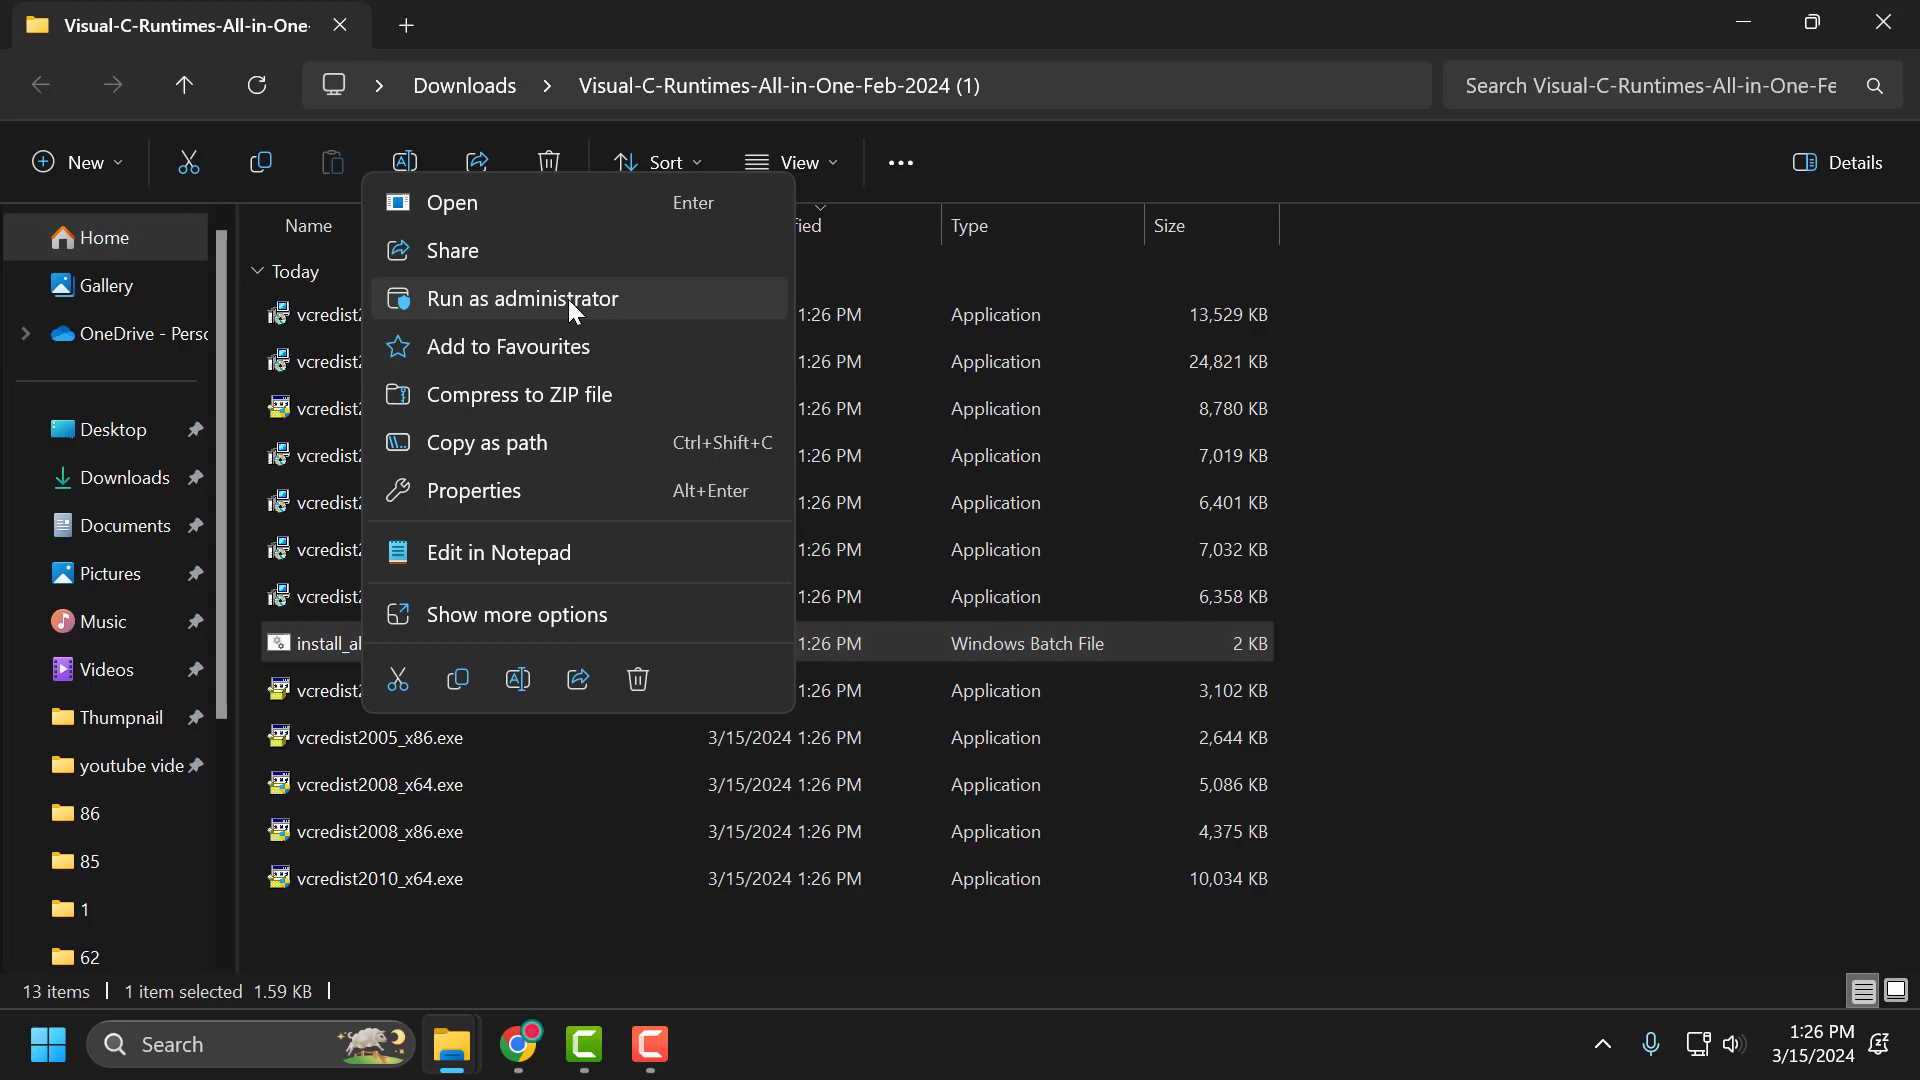 Visual-C-Runtimes-All-in-One-
Downloads
Visual-C-Runtimes-All-in-One-Feb-2024 (1)
Search Visual-C-Runtimes-All-in-One-Fe
New
Sort
View
Details
Name
Type
Size
Home
Gallery
OneDrive - Perso
Desktop
Downloads
Documents
Pictures
Music
Videos
Thumpnail
youtube vide
86
85
1
62
Today
Open Enter
Share
Run as administrator
Add to Favourites
Compress to ZIP file
Copy as path Ctrl+Shift+C
Properties Alt+Enter
Edit in Notepad
Show more options
1:26 PM Application 13,529 KB
1:26 PM Application 24,821 KB
1:26 PM Application 8,780 KB
1:26 PM Application 7,019 KB
1:26 PM Application 6,401 KB
1:26 PM Application 7,032 KB
1:26 PM Application 6,358 KB
1:26 PM Windows Batch File 2 KB
1:26 PM Application 3,102 KB
vcredist2005_x86.exe 3/15/2024 1:26 PM Application 2,644 KB
vcredist2008_x64.exe 3/15/2024 1:26 PM Application 5,086 KB
vcredist2008_x86.exe 3/15/2024 1:26 PM Application 4,375 KB
vcredist2010_x64.exe 3/15/2024 1:26 PM Application 10,034 KB
13 items 1 item selected 1.59 KB
Search
1:26 PM
3/15/2024